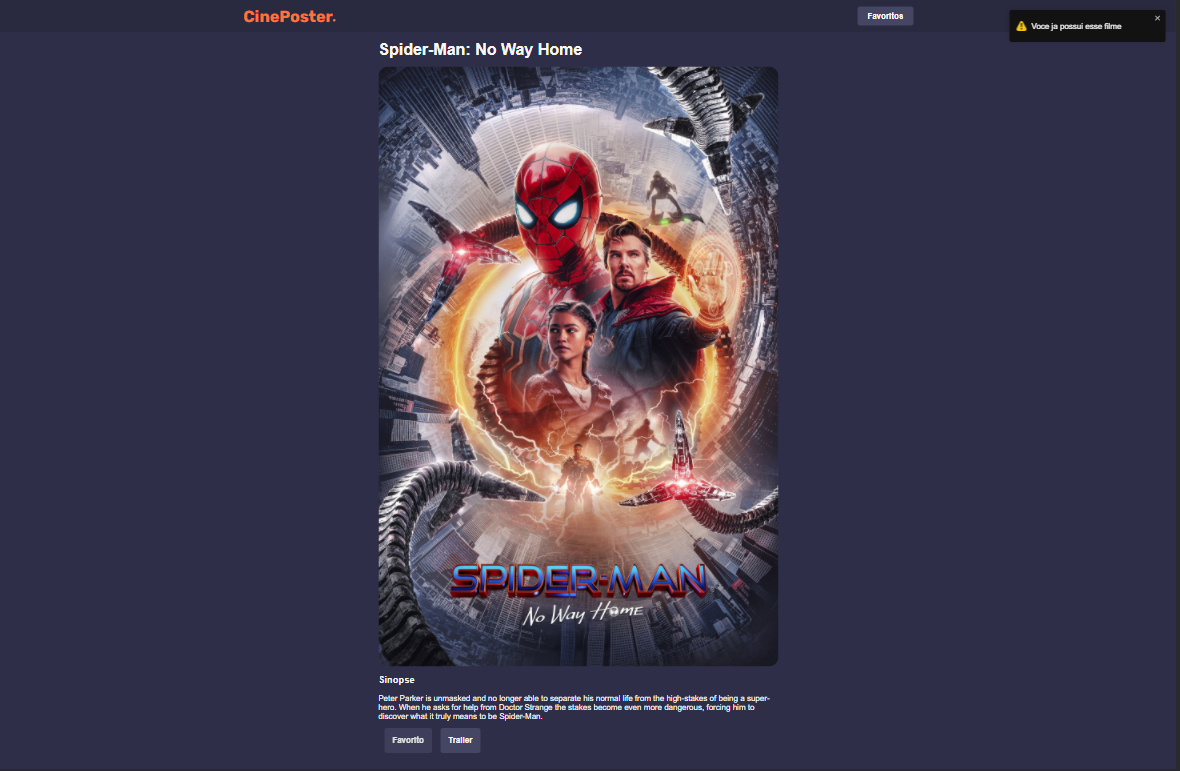 CinePoster.
Favoritos
Voce ja possui esse filme
Spider-Man: No Way Home
SPIDER-MAN
No Way Home
Sinopse
Peter Parker is unmasked and no longer able to separate his normal life from the high-stakes of being a super-
hero. When he asks for help from Doctor Strange the stakes become even more dangerous, forcing him to
discover what it truly means to be Spider-Man.
Favorito
Trailer